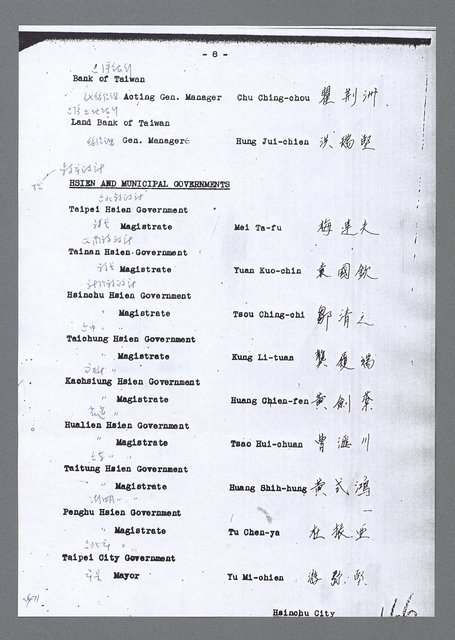 - 8 -
Bank of Taiwan
Acting Gen. Manager Chu Ching-chou 瞿荆洲
Land Bank of Taiwan
Gen. Manager Hung Jui-chien 洪瑞堅
HSIEN AND MUNICIPAL GOVERNMENTS
Taipei Hsien Government
Magistrate Mei Ta-fu 梅達夫
Tainan Hsien Government
Magistrate Yuan Kuo-chin 袁國欽
Hsinchu Hsien Government
" Magistrate Tsou Ching-chi 鄒清之
Taichung Hsien Government
" Magistrate Kung Li-tuan 龔履端
Kaohsiung Hsien Government
" Magistrate Huang Chien-fen 黃劍棻
Hualien Hsien Government
" Magistrate Tsao Hui-chuan 曹匯川
Taitung Hsien Government
" Magistrate Huang Shih-hung 黃式鴻
Penghu Hsien Government
" Magistrate Tu Chen-ya 杜振亞
Taipei City Government
市長 Mayor Yu Mi-chien 游彌堅
Hsinchu City